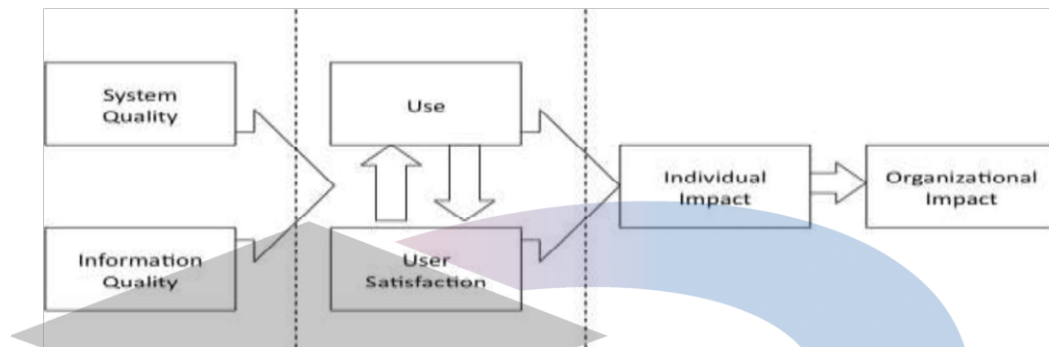 System
Quality
Use
Individual
Impact
Organizational
Impact
Information
Quality
User
Satisfaction